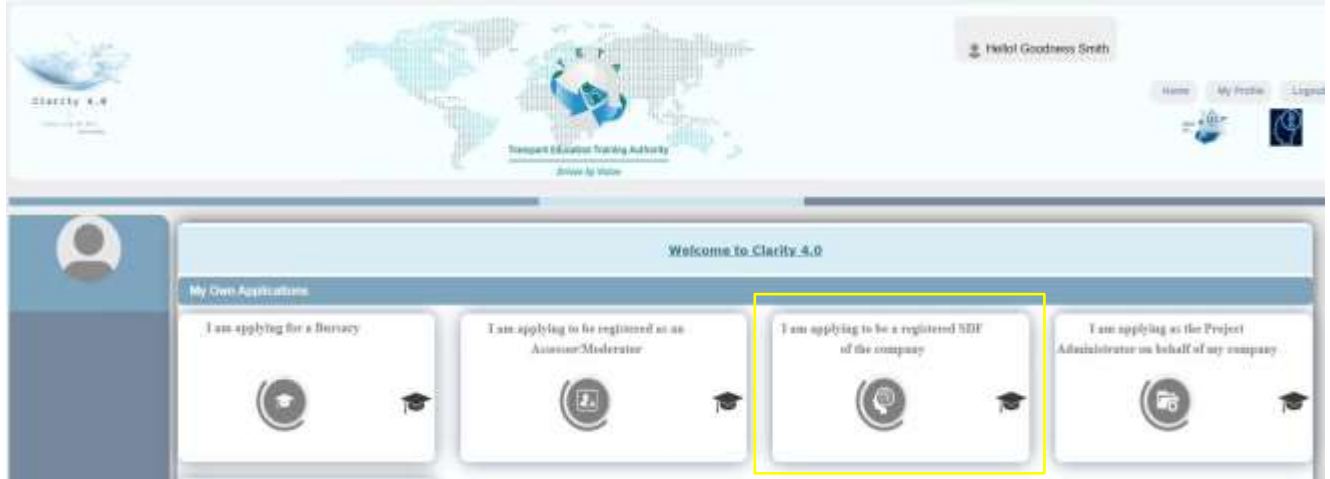 Clarity 4.0
Transport Education Training Authority
Driven by Vision
Hello! Goodness Smith
Home My Profile Logout
Welcome to Clarity 4.0
My Own Applications
I am applying for a Bursary
I am applying to be registered as an
Assessor/Moderator
I am applying to be a registered SDF
of the company
I am applying as the Project
Administrator on behalf of my company